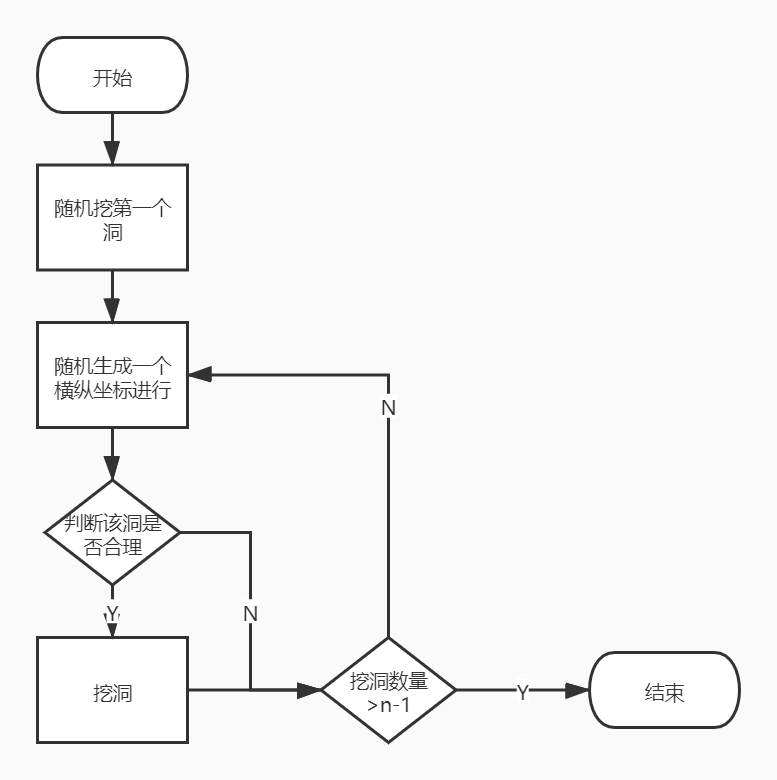 开始
随机挖第一个
洞
随机生成一个
横纵坐标进行
N
判断该洞是
否合理
Y
N
挖洞
挖洞数量
>n-1
Y
结束